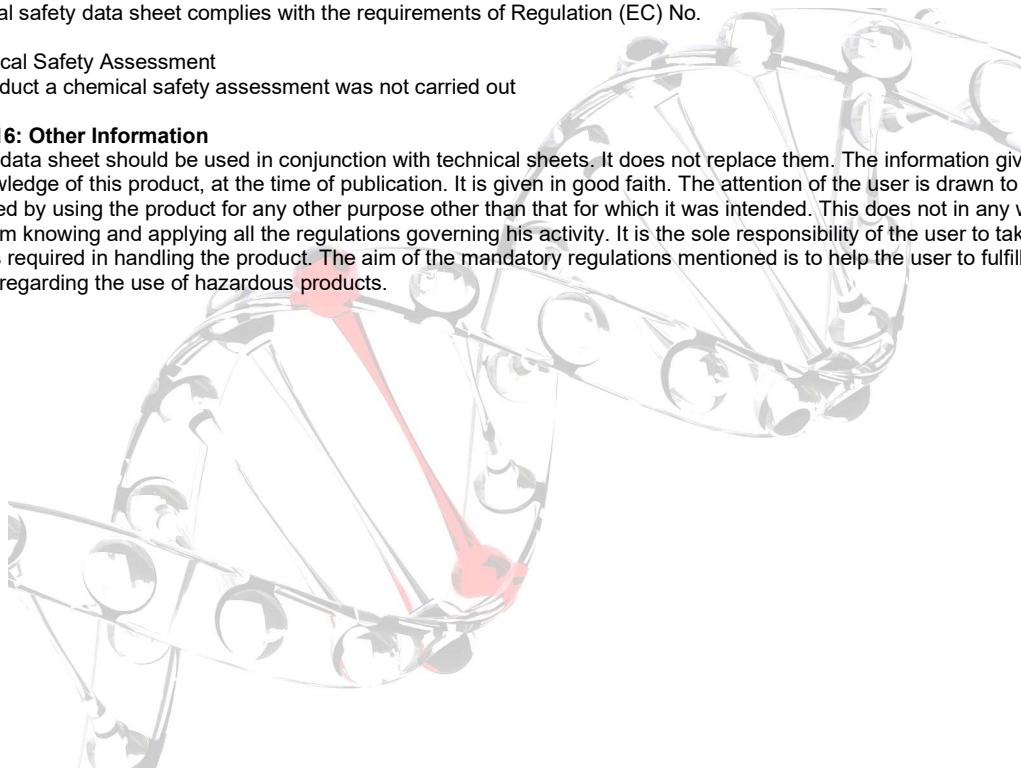 al safety data sheet complies with the requirements of Regulation (EC) No.
cal Safety Assessment
duct a chemical safety assessment was not carried out
16: Other Information
data sheet should be used in conjunction with technical sheets. It does not replace them. The information giv
wledge of this product, at the time of publication. It is given in good faith. The attention of the user is drawn to
ed by using the product for any other purpose other than that for which it was intended. This does not in any w
m knowing and applying all the regulations governing his activity. It is the sole responsibility of the user to tak
s required in handling the product. The aim of the mandatory regulations mentioned is to help the user to fulfill
regarding the use of hazardous products.